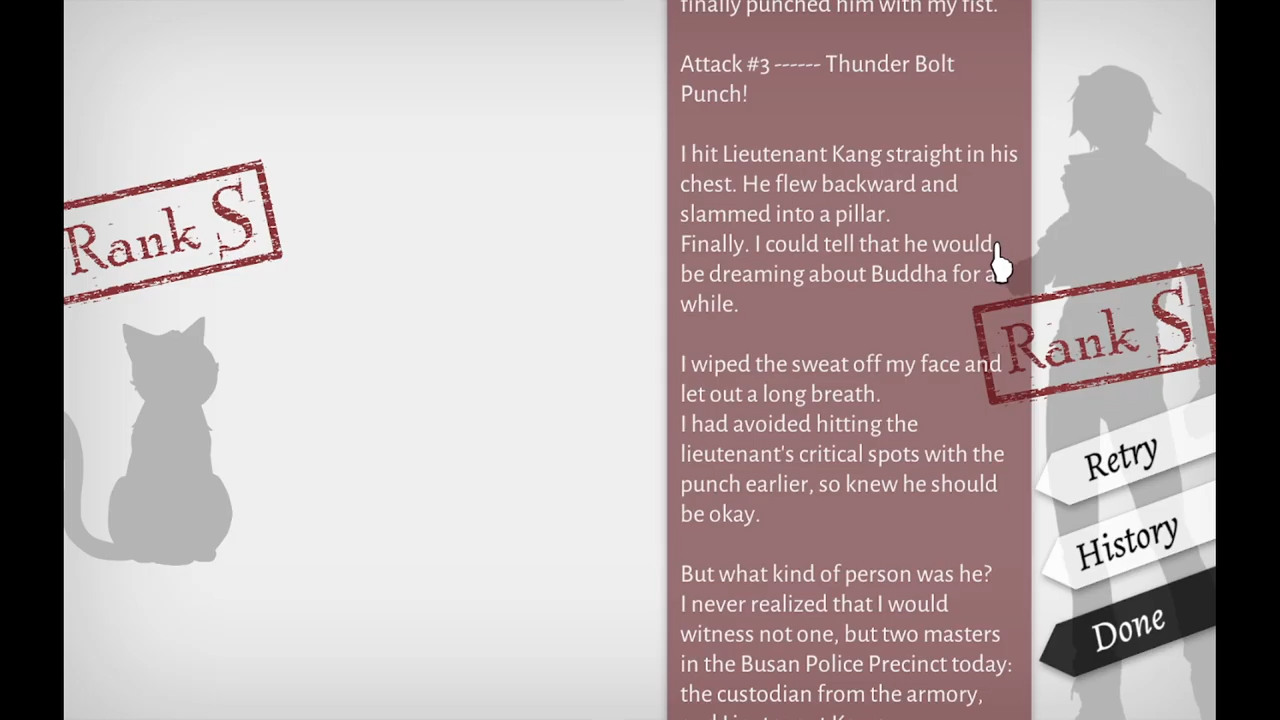 finally punched him with my fist.
Attack #3 ------ Thunder Bolt
Punch!
I hit Lieutenant Kang straight in his
chest. He flew backward and
slammed into a pillar.
Finally. I could tell that he would
be dreaming about Buddha for a
while.
I wiped the sweat off my face and
let out a long breath.
I had avoided hitting the
lieutenant's critical spots with the
punch earlier, so knew he should
be okay.
But what kind of person was he?
I never realized that I would
witness not one, but two masters
in the Busan Police Precinct today:
the custodian from the armory,
Rank S
Rank S
Retry
History
Done